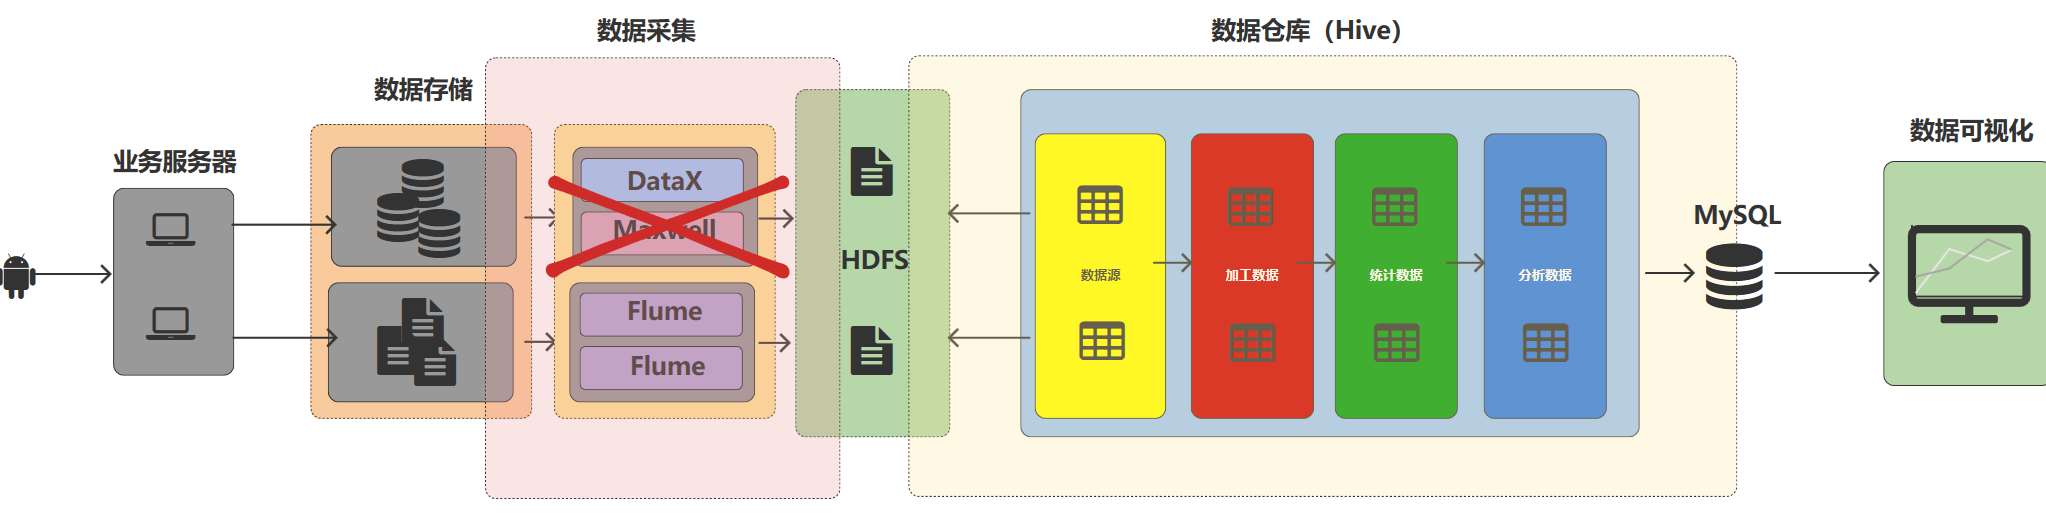 业务服务器
数据存储
数据采集
DataX
Maxwell
Flume
Flume
HDFS
数据仓库（Hive）
数据源
加工数据
统计数据
分析数据
MySQL
数据可视化